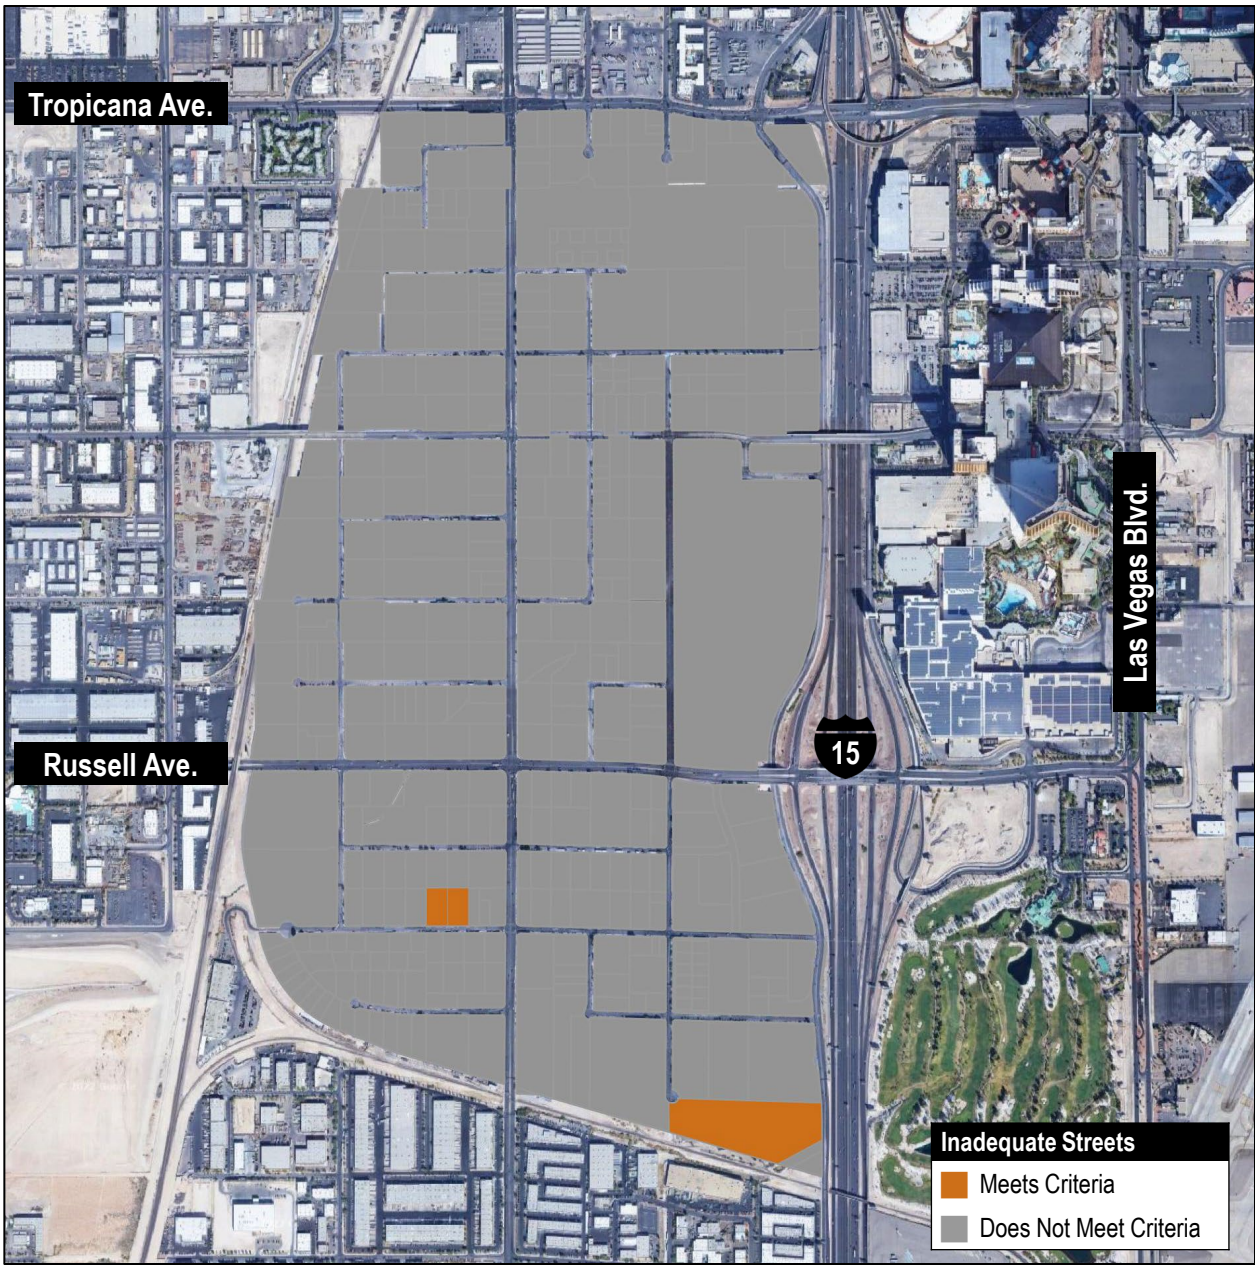 Tropicana Ave.
Las Vegas Blvd.
Russell Ave.
15
Inadequate Streets
Meets Criteria
Does Not Meet Criteria